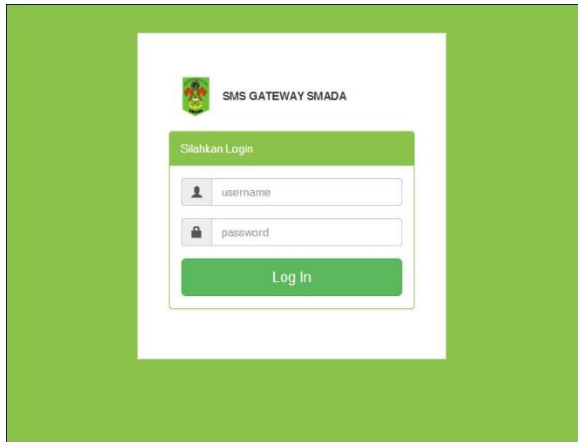 SMS GATEWAY SMADA
Silahkan Login
username
password
Log In